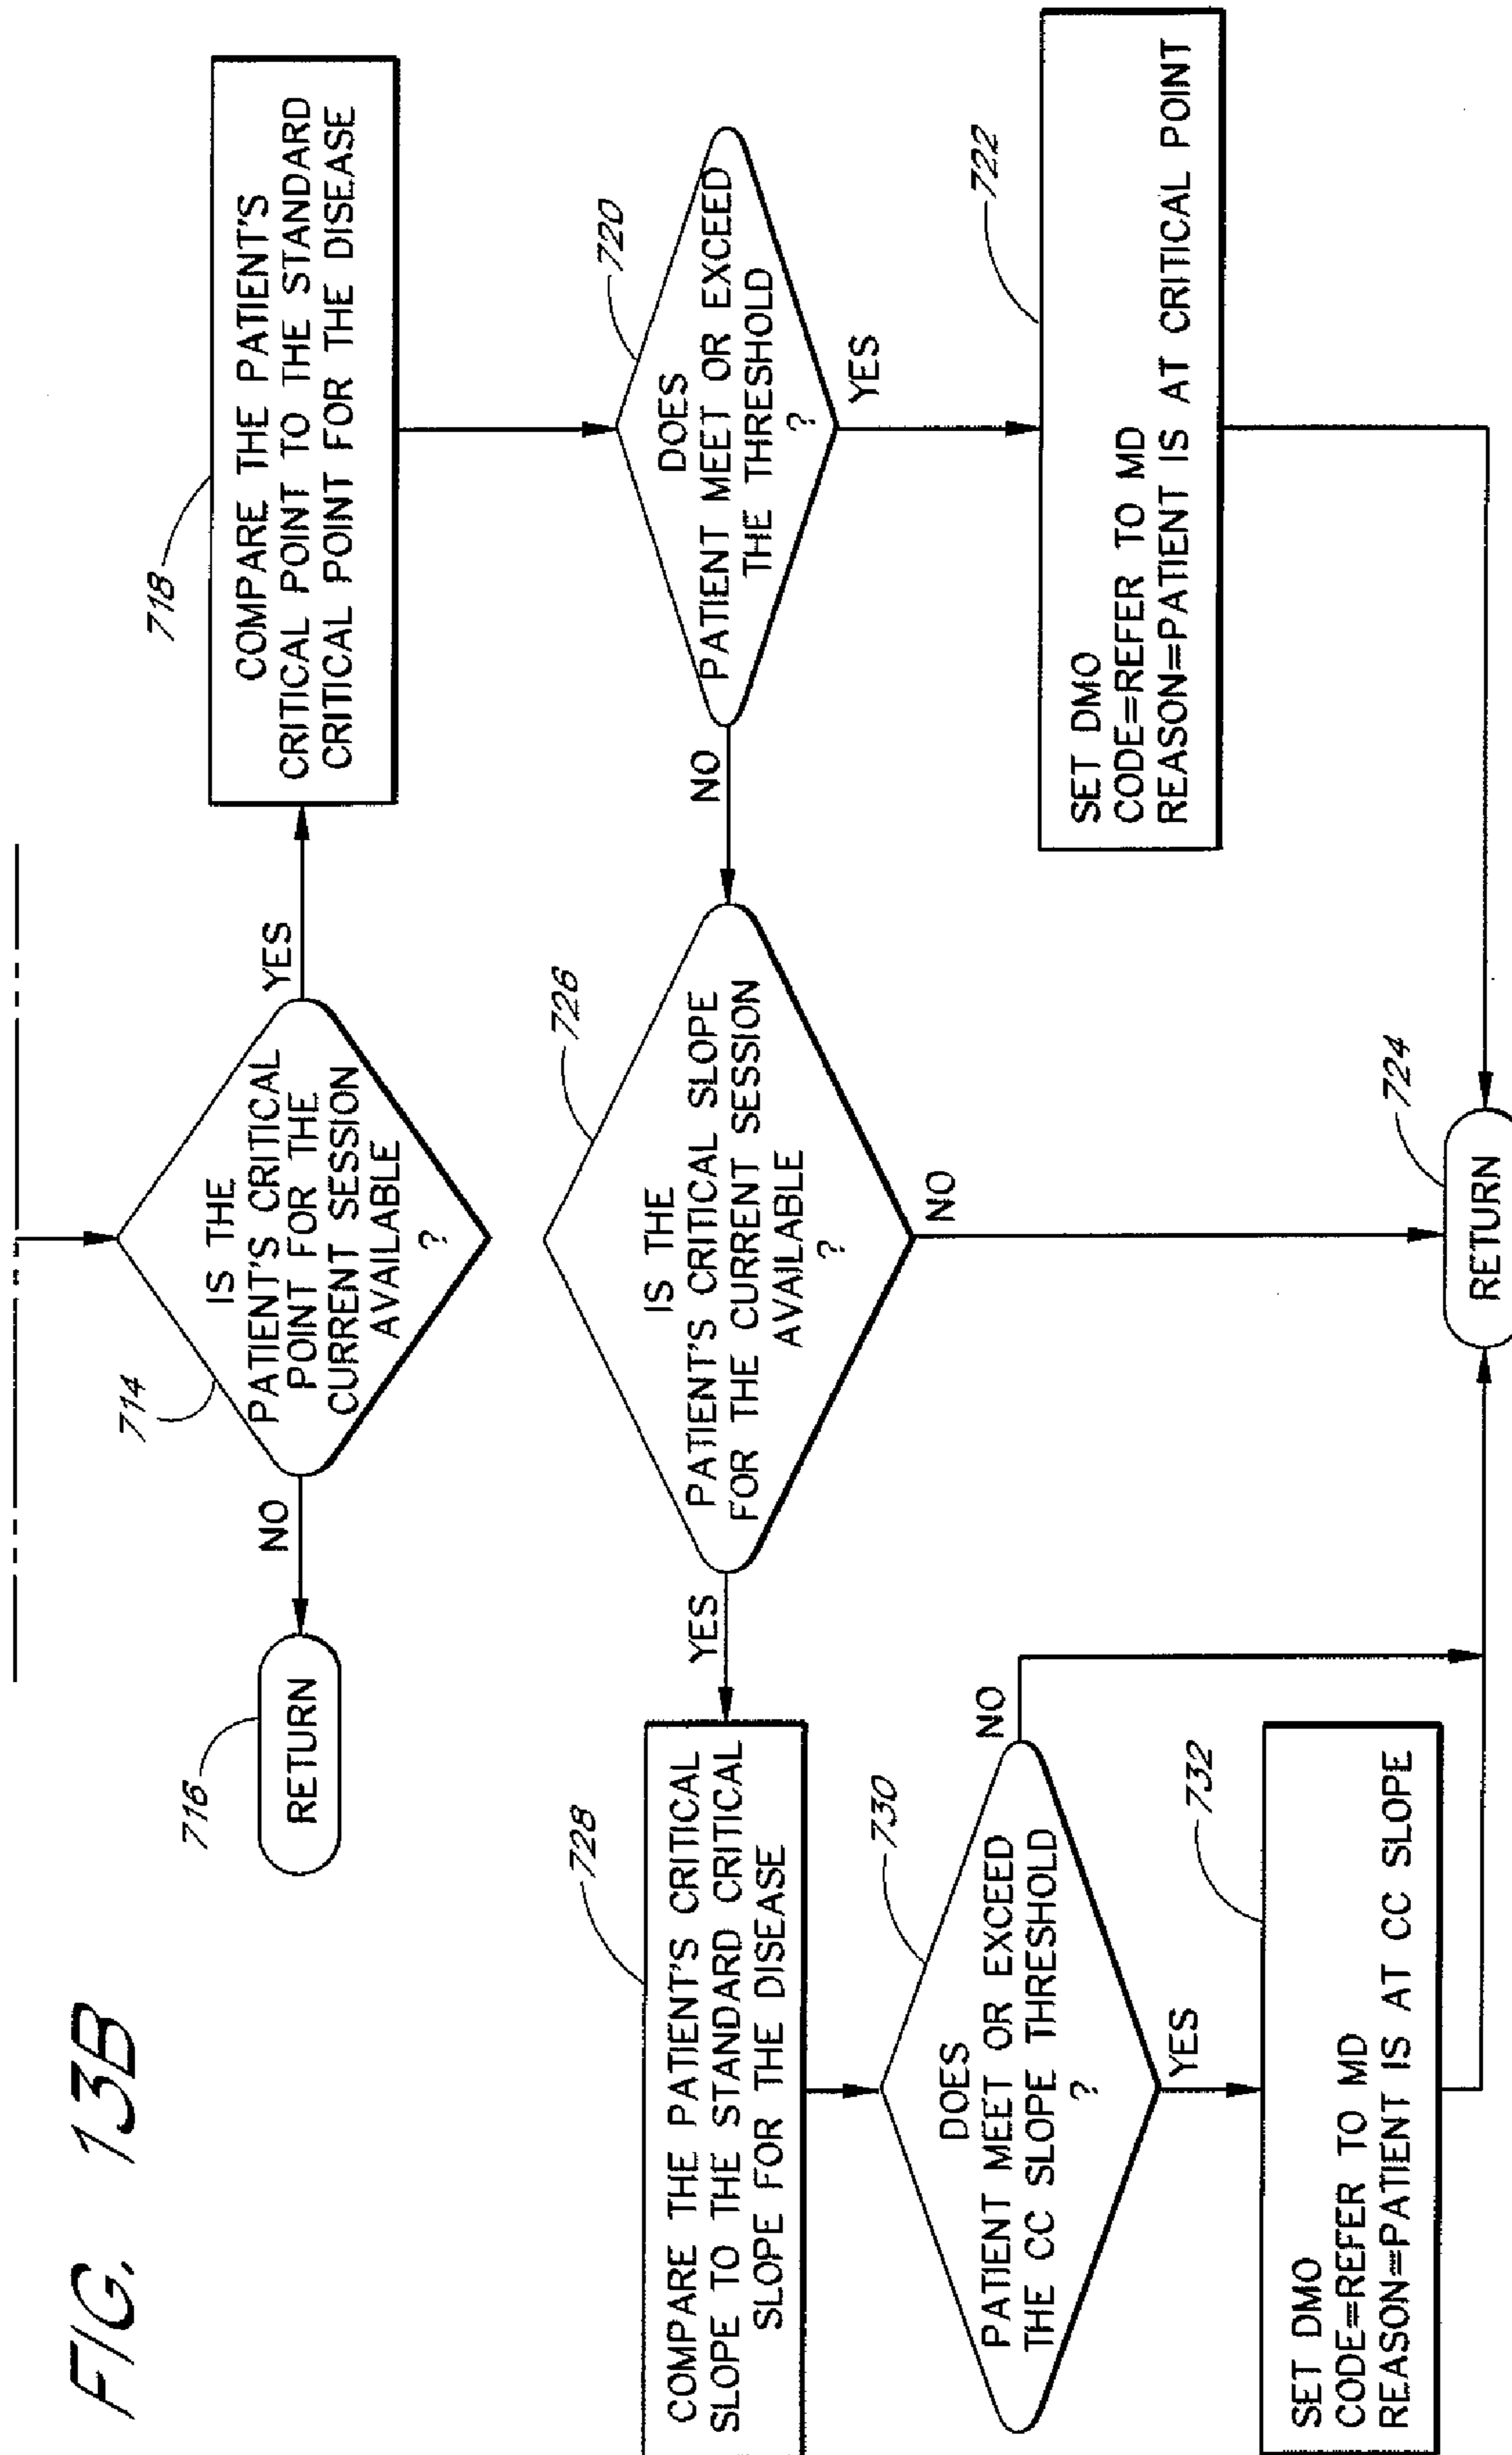 FIG. 13B
714
IS THE
PATIENT'S CRITICAL
POINT FOR THE
CURRENT SESSION
AVAILABLE
?
NO
YES
716
RETURN
718
COMPARE THE PATIENT'S
CRITICAL POINT TO THE STANDARD
CRITICAL POINT FOR THE DISEASE
720
DOES
PATIENT MEET OR EXCEED
THE THRESHOLD
?
NO
YES
722
SET DMO
CODE=REFER TO MD
REASON=PATIENT IS AT CRITICAL POINT
726
IS THE
PATIENT'S CRITICAL SLOPE
FOR THE CURRENT SESSION
AVAILABLE
?
YES
NO
728
COMPARE THE PATIENT'S CRITICAL
SLOPE TO THE STANDARD CRITICAL
SLOPE FOR THE DISEASE
730
DOES
PATIENT MEET OR EXCEED
THE CC SLOPE THRESHOLD
?
NO
YES
732
SET DMO
CODE=REFER TO MD
REASON=PATIENT IS AT CC SLOPE
724
RETURN